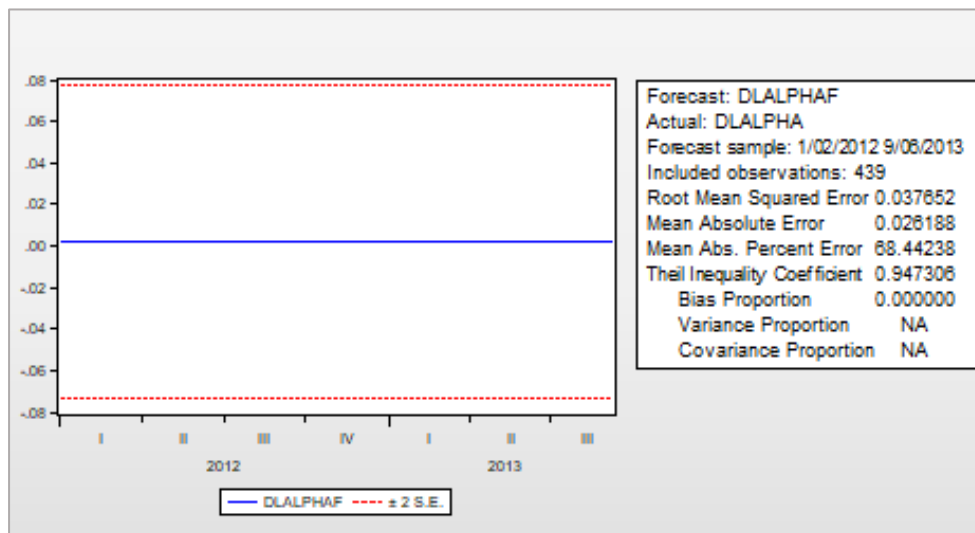 .08
.06
.04
.02
.00
-.02
-.04
-.06
-.08
I II III IV I II III
2012 2013
DLALPHAF ± 2 S.E.
Forecast: DLALPHAF
Actual: DLALPHA
Forecast sample: 1/02/2012 9/06/2013
Included observations: 439
Root Mean Squared Error 0.037652
Mean Absolute Error 0.026188
Mean Abs. Percent Error 68.44238
Theil Inequality Coefficient 0.947306
Bias Proportion 0.000000
Variance Proportion NA
Covariance Proportion NA